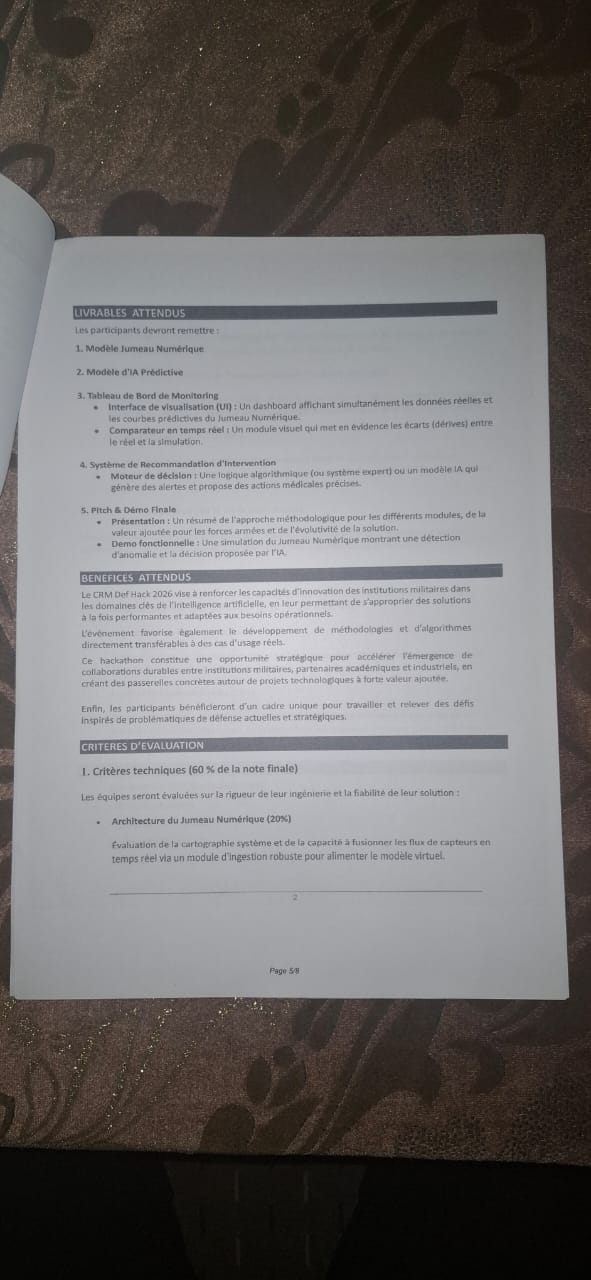 LIVRABLES ATTENDUS
Les participants devront remettre :
1. Modèle Jumeau Numérique
2. Modèle d'IA Prédictive
3. Tableau de Bord de Monitoring
• Interface de visualisation (UI) : Un dashboard affichant simultanément les données réelles et
les courbes prédictives du Jumeau Numérique.
• Comparateur en temps réel : Un module visuel qui met en évidence les écarts (dérives) entre
le réel et la simulation.
4. Système de Recommandation d'Intervention
• Moteur de décision : Une logique algorithmique (ou système expert) ou un modèle IA qui
génère des alertes et propose des actions médicales précises.
5. Pitch & Démo Finale
• Présentation : Un résumé de l'approche méthodologique pour les différents modules, de la
valeur ajoutée pour les forces armées et de l'évolutivité de la solution.
• Demo fonctionnelle : Une simulation du Jumeau Numérique montrant une détection
d'anomalie et la décision proposée par l'IA.
BENEFICES ATTENDUS
Le CRM Def Hack 2026 vise à renforcer les capacités d'innovation des institutions militaires dans
les domaines clés de l'intelligence artificielle, en leur permettant de s'approprier des solutions
à la fois performantes et adaptées aux besoins opérationnels.
L'événement favorise également le développement de méthodologies et d'algorithmes
directement transférables à des cas d'usage réels.
Ce hackathon constitue une opportunité stratégique pour accélérer l'émergence de
collaborations durables entre institutions militaires, partenaires académiques et industriels, en
créant des passerelles concrètes autour de projets technologiques à forte valeur ajoutée.
Enfin, les participants bénéficieront d'un cadre unique pour travailler et relever des défis
inspirés de problématiques de défense actuelles et stratégiques.
CRITERES D'EVALUATION
1. Critères techniques (60 % de la note finale)
Les équipes seront évaluées sur la rigueur de leur ingénierie et la fiabilité de leur solution :
• Architecture du Jumeau Numérique (20%)
Évaluation de la cartographie système et de la capacité à fusionner les flux de capteurs en
temps réel via un module d'ingestion robuste pour alimenter le modèle virtuel.
2
Page 5/8